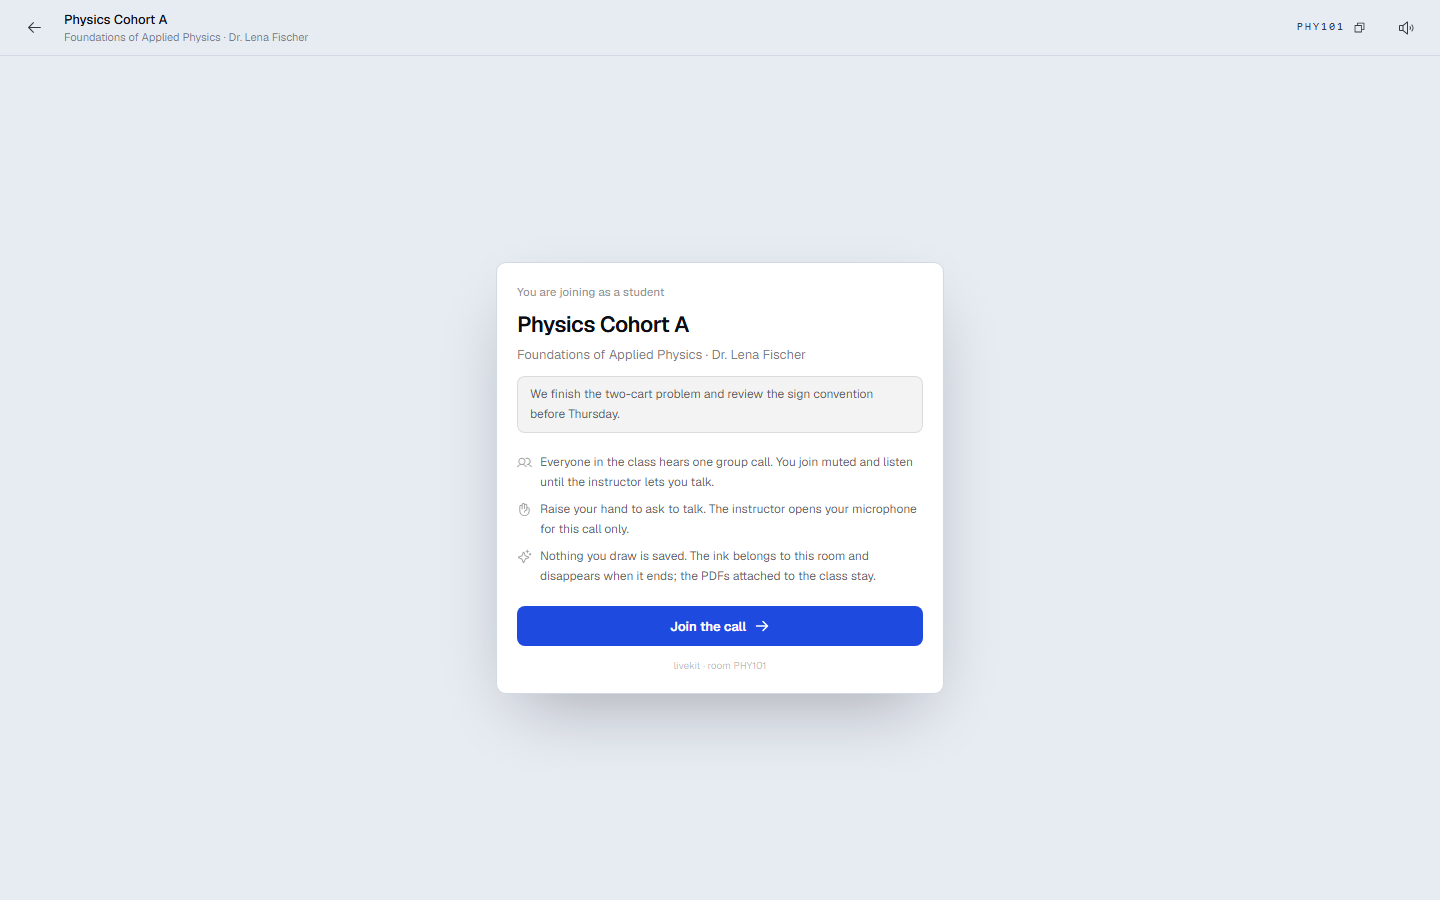 Physics Cohort A
Foundations of Applied Physics · Dr. Lena Fischer
PHY101
You are joining as a student
Physics Cohort A
Foundations of Applied Physics · Dr. Lena Fischer
We finish the two-cart problem and review the sign convention
before Thursday.
Everyone in the class hears one group call. You join muted and listen
until the instructor lets you talk.
Raise your hand to ask to talk. The instructor opens your microphone
for this call only.
Nothing you draw is saved. The ink belongs to this room and
disappears when it ends; the PDFs attached to the class stay.
Join the call
livekit · room PHY101